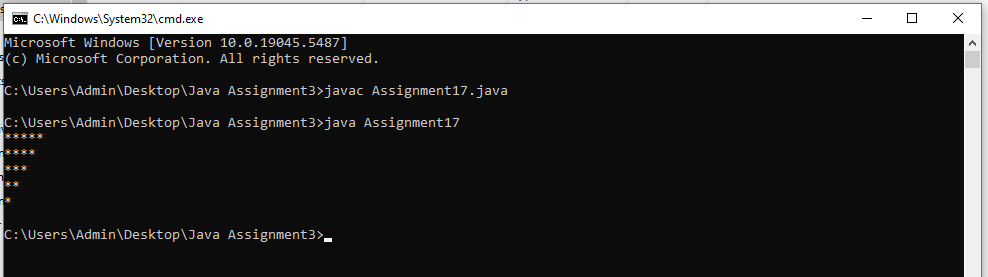 C:\Windows\System32\cmd.exe
Microsoft Windows [Version 10.0.19045.5487]
(c) Microsoft Corporation. All rights reserved.
C:\Users\Admin\Desktop\Java Assignment3>javac Assignment17.java
C:\Users\Admin\Desktop\Java Assignment3>java Assignment17
*****
****
***
**
*
C:\Users\Admin\Desktop\Java Assignment3>